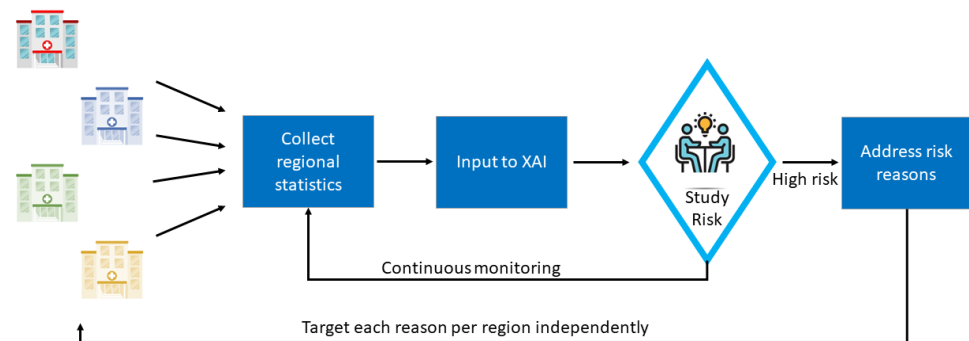 Collect
regional
statistics
Input to XAI
Study
Risk
High risk
Address risk
reasons
Continuous monitoring
Target each reason per region independently